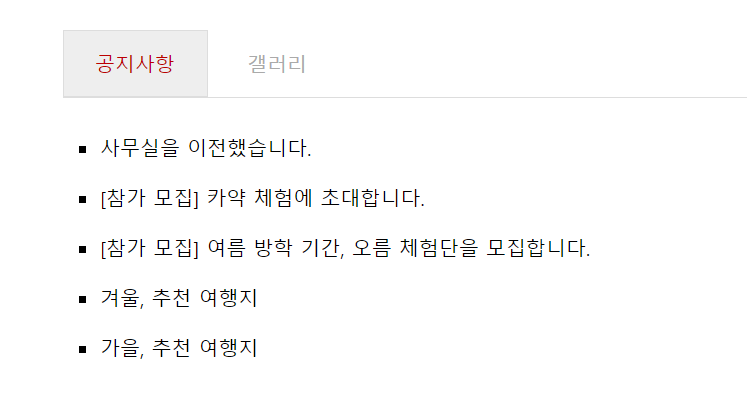 공지사항
갤러리
사무실을 이전했습니다.
[참가 모집] 카약 체험에 초대합니다.
[참가 모집] 여름 방학 기간, 오름 체험단을 모집합니다.
겨울, 추천 여행지
가을, 추천 여행지